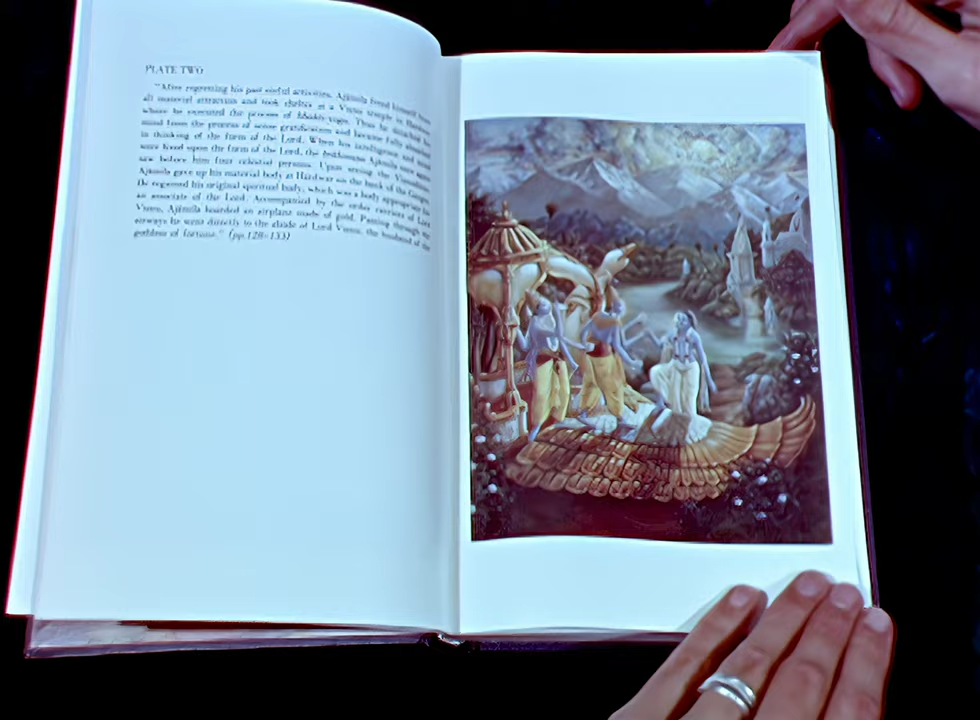 PLATE TWO
"After regretting his past sinful activities, Ajāmila freed himself from
all material attraction and took shelter at a Viṣṇu temple in Hardwar
where he executed the process of bhakti-yoga. Thus he detached his
mind from the process of sense gratification and became fully absorbed
in thinking of the form of the Lord. When his intelligence and mind
were fixed upon the form of the Lord, the brāhmaṇa Ajāmila once again
saw before him four celestial persons. Upon seeing the Viṣṇudūtas,
Ajāmila gave up his material body at Hardwar on the bank of the Ganges.
He regained his original spiritual body, which was a body appropriate for
an associate of the Lord. Accompanied by the order carriers of Lord
Viṣṇu, Ajāmila boarded an airplane made of gold. Passing through the
airways he went directly to the abode of Lord Viṣṇu, the husband of the
goddess of fortune." (pp.128–133)